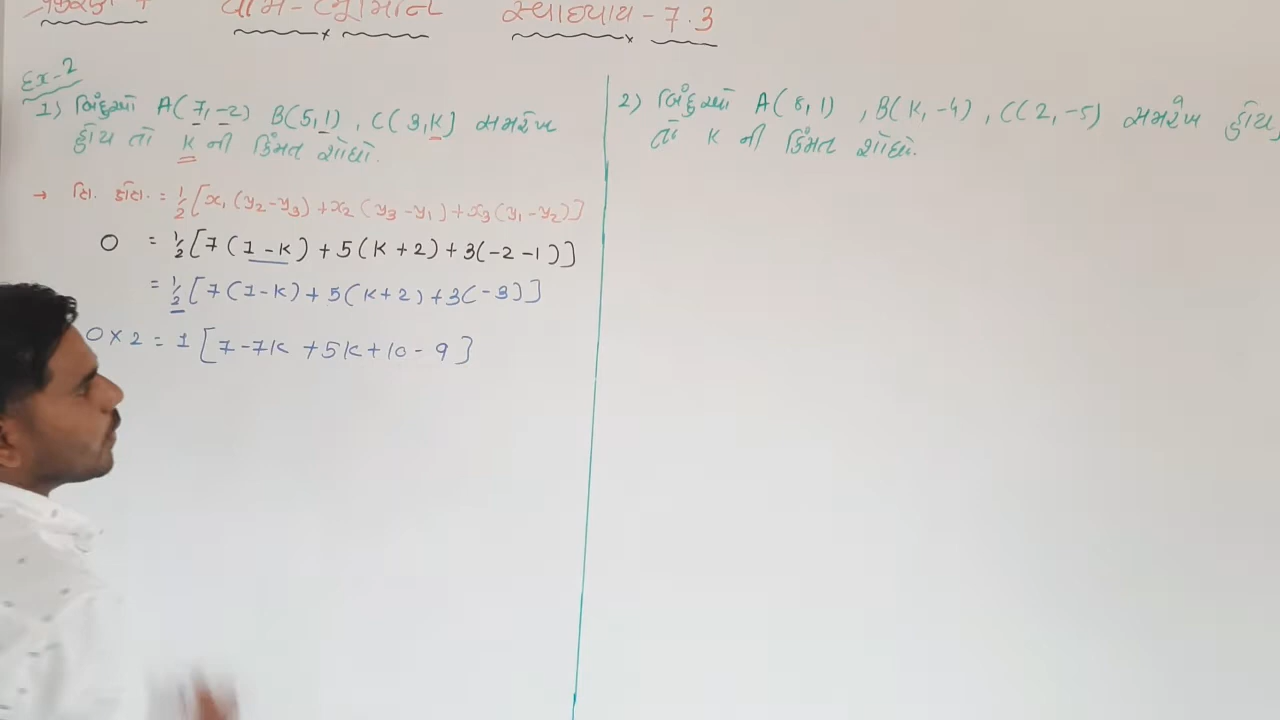 યામ-ભૂમિતિ સ્વાધ્યાય - 7.3
Ex-2
1) બિંદુઓ A(7,-2) B(5,1), C(3,K) સમરેખ
હોય તો K ની કિંમત શોધો.
→ ત્રિ. ક્ષેત્ર. = 1/2 [x₁(y₂-y₃)+x₂(y₃-y₁)+x₃(y₁-y₂)]
0 = 1/2 [7(1-K)+5(K+2)+3(-2-1)]
= 1/2 [7(1-K)+5(K+2)+3(-3)]
0×2 = 1 [7-7K+5K+10-9]
2) બિંદુઓ A(8,1), B(K,-4), C(2,-5) સમરેખ હોય,
તો K ની કિંમત શોધો.